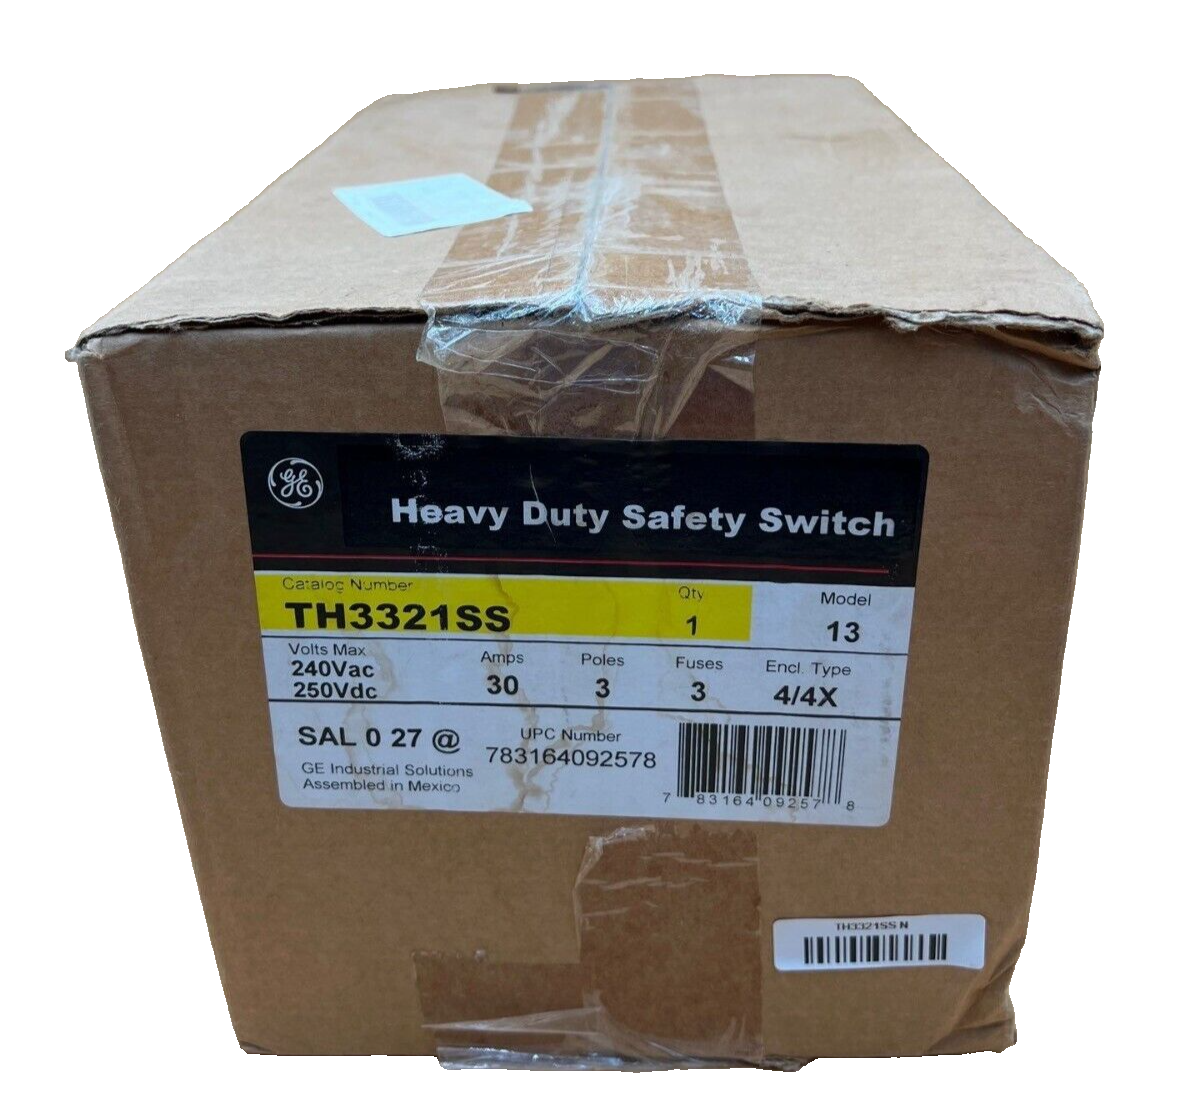 GE
Heavy Duty Safety Switch
Catalog Number
TH3321SS
Qty
1
Model
13
Volts Max
240Vac
250Vdc
Amps
30
Poles
3
Fuses
3
Encl. Type
4/4X
SAL 0 27 @
GE Industrial Solutions
Assembled in Mexico
UPC Number
783164092578
7 83164 09257 8
TH3321SS N